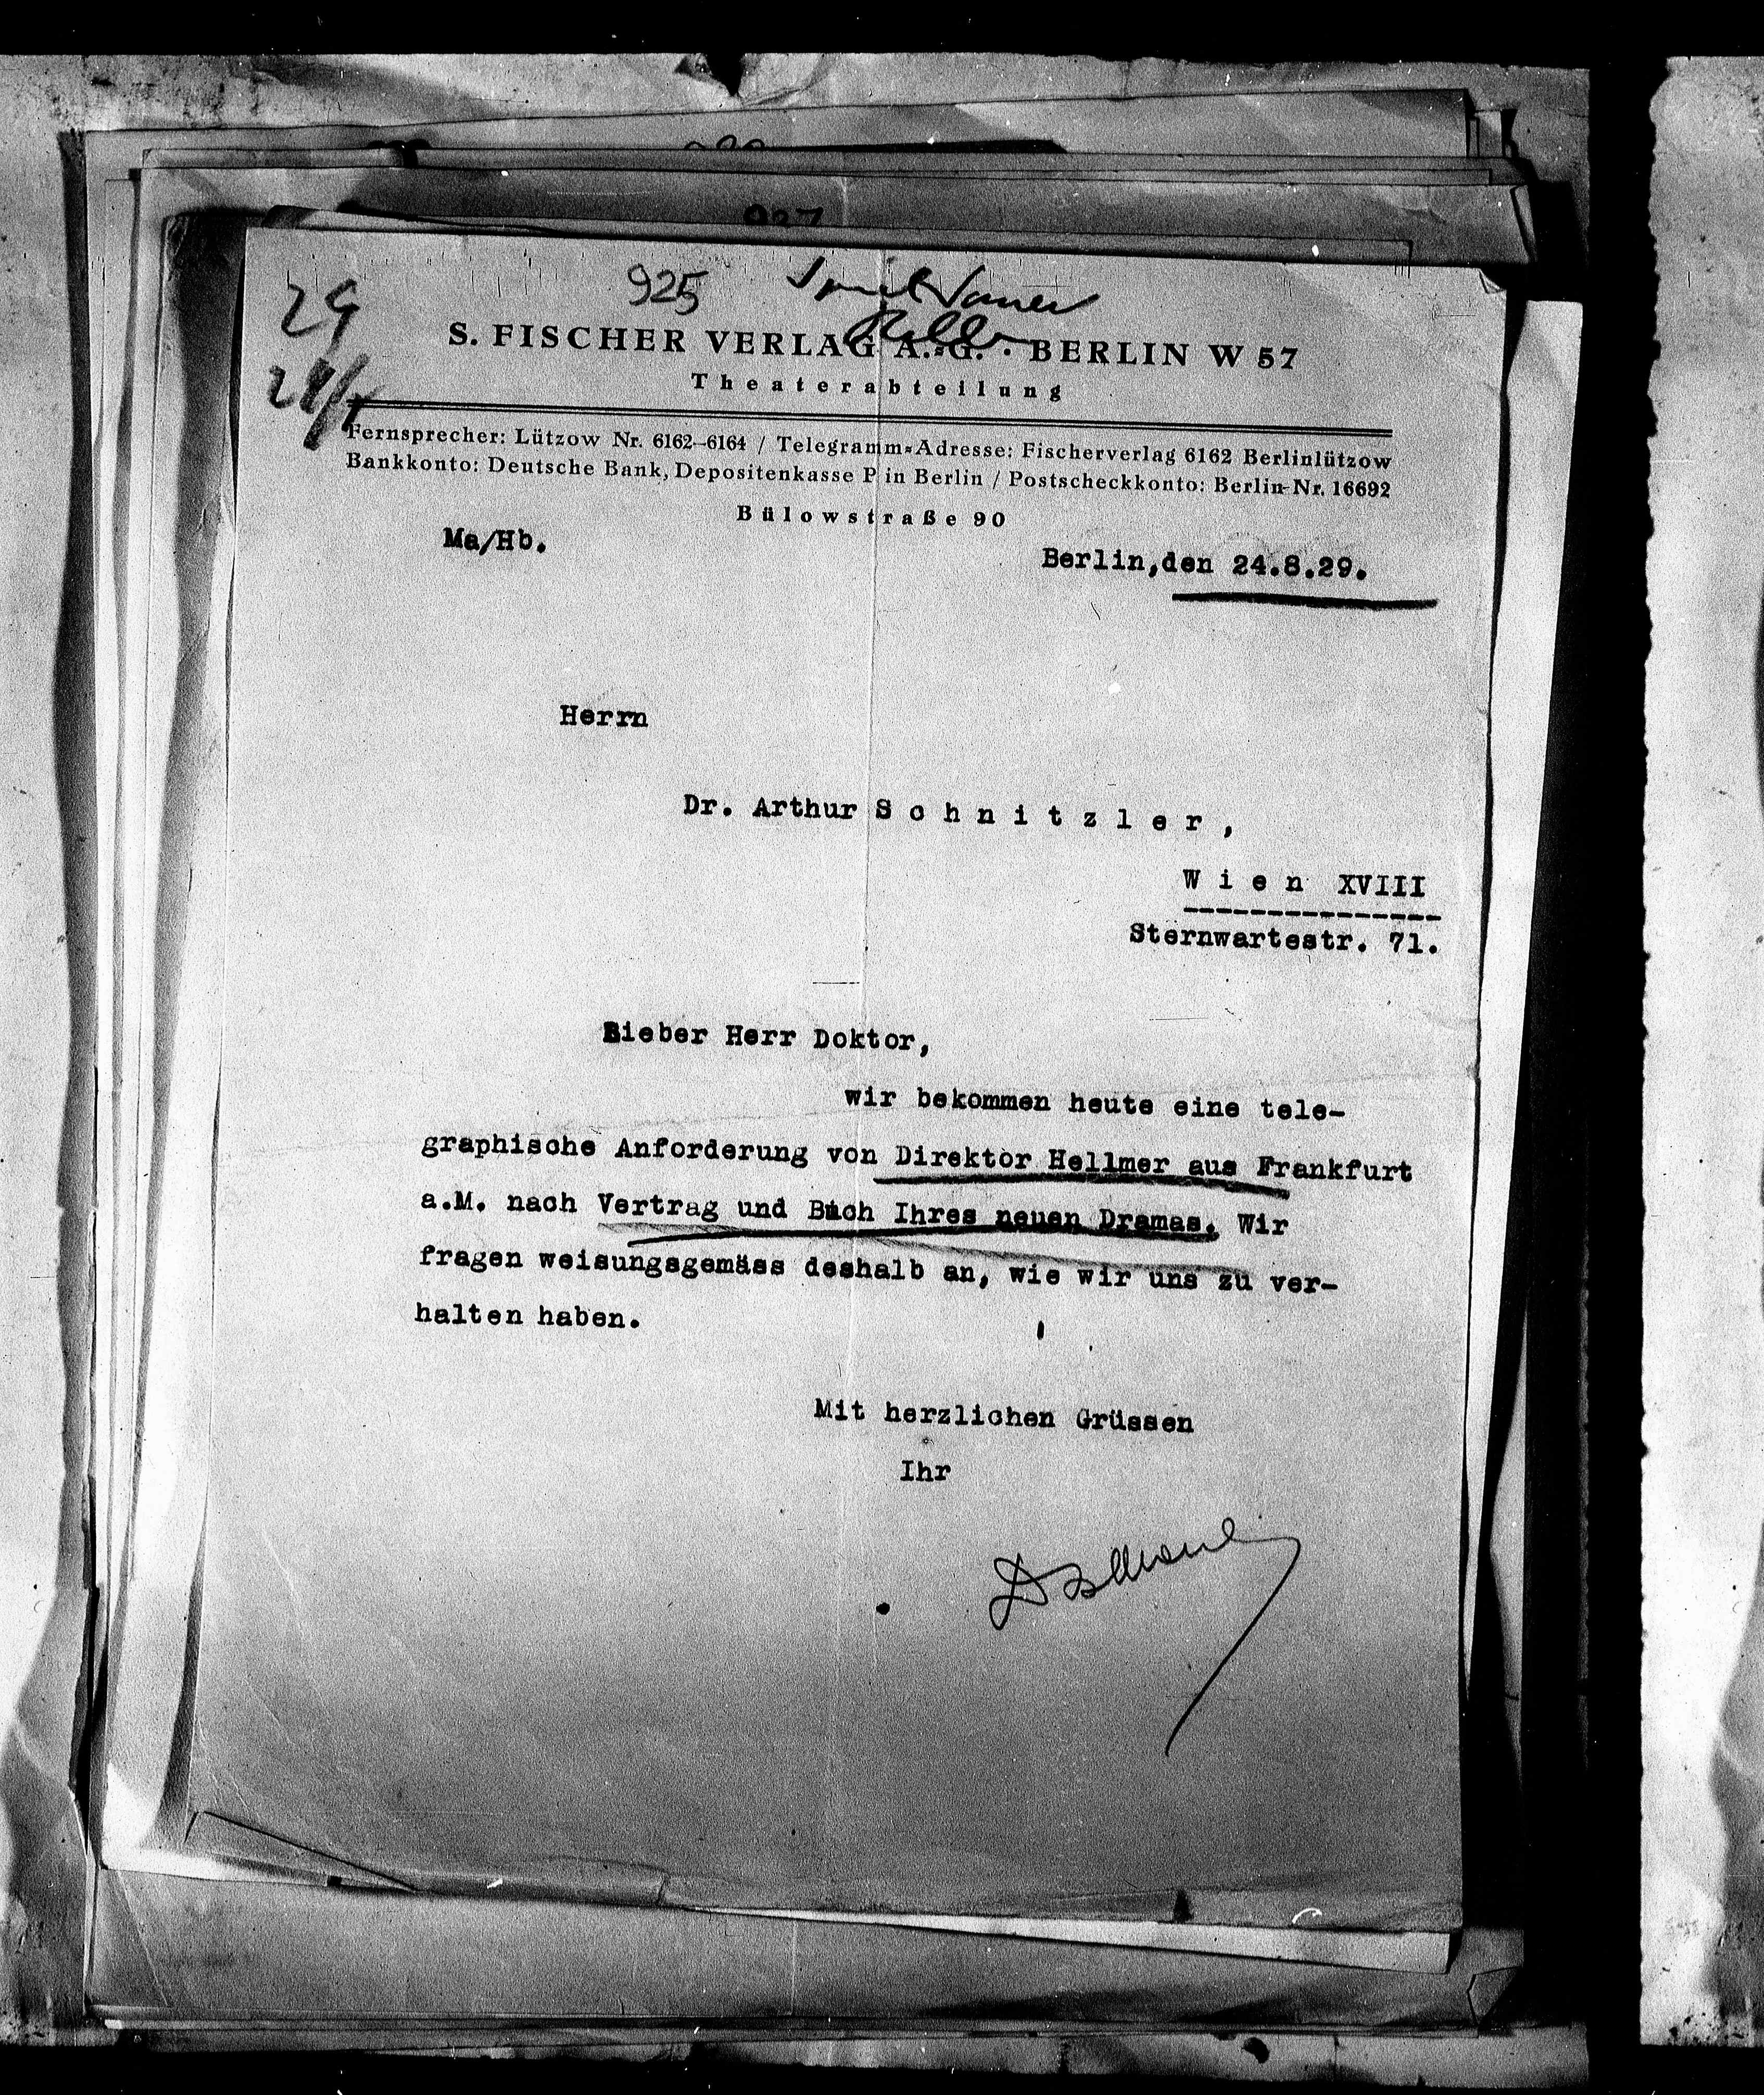 927
29
925
S. FISCHER VERLAG A.=G. · BERLIN W 57
Theaterabteilung
Fernsprecher: Lützow Nr. 6162–6164 / Telegramm=Adresse: Fischerverlag 6162 Berlinlützow
Bankkonto: Deutsche Bank, Depositenkasse P in Berlin / Postscheckkonto: Berlin Nr. 16692
Bülowstraße 90
Ma/Hb.
Berlin,den 24.8.29.
Herrn
Dr. Arthur S c h n i t z l e r ,
W i e n XVIII
Sternwartestr. 71.
Lieber Herr Doktor,
wir bekommen heute eine tele-
graphische Anforderung von Direktor Hellmer aus Frankfurt
a.M. nach Vertrag und Buch Ihres neuen Dramas. Wir
fragen weisungsgemäss deshalb an, wie wir uns zu ver-
halten haben.
Mit herzlichen Grüssen
Ihr